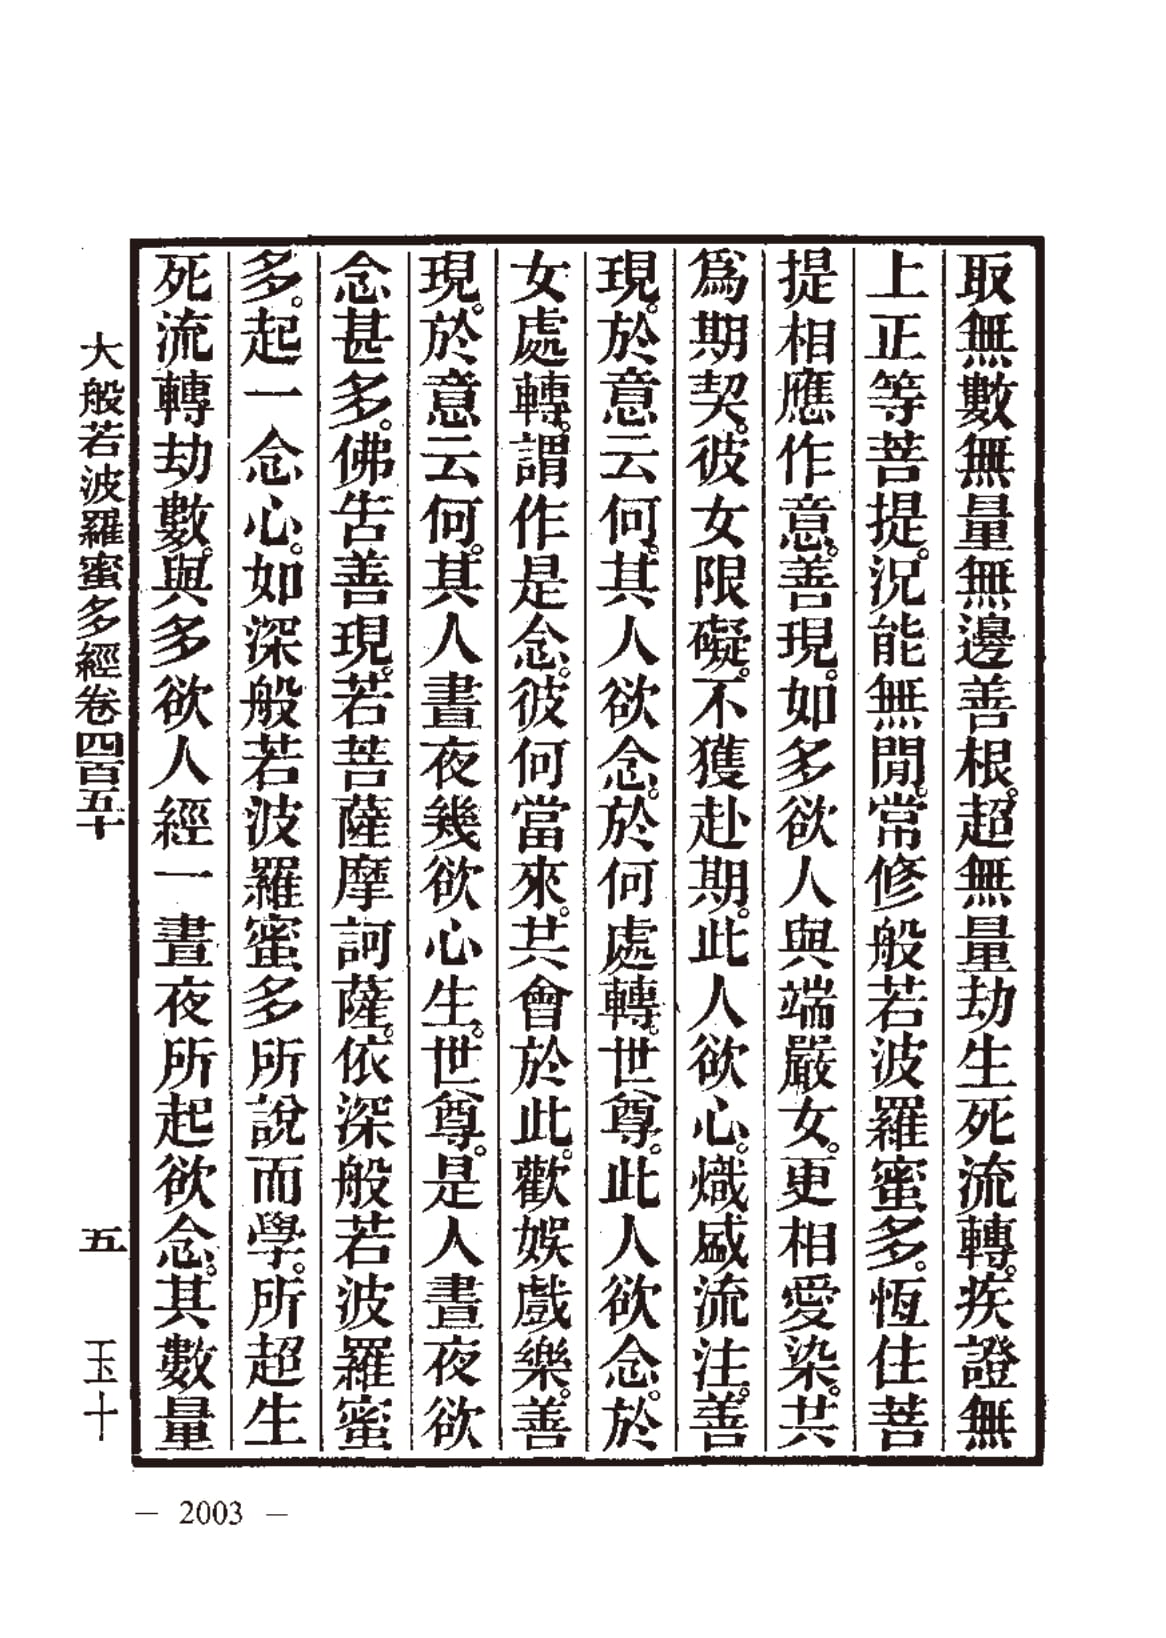 取無數無量無邊善根。超無量劫生死流轉。疾證無
上正等菩提。況能無閒。常修般若波羅蜜多。恆住菩
提相應作意。善現。如多欲人與端嚴女。更相愛染。共
爲期契。彼女限礙。不獲赴期。此人欲心。熾盛流注。善
現。於意云何。其人欲念。於何處轉。世尊。此人欲念。於
女處轉。謂作是念。彼何當來。共會於此。歡娛戲樂。善
現。於意云何。其人晝夜幾欲心生。世尊。是人晝夜欲
念甚多。佛告善現。若菩薩摩訶薩。依深般若波羅蜜
多。起一念心。如深般若波羅蜜多所說而學。所超生
死流轉劫數。與多欲人經一晝夜所起欲念。其數量
大般若波羅蜜多經卷四百五十 五 玉十
— 2003 —